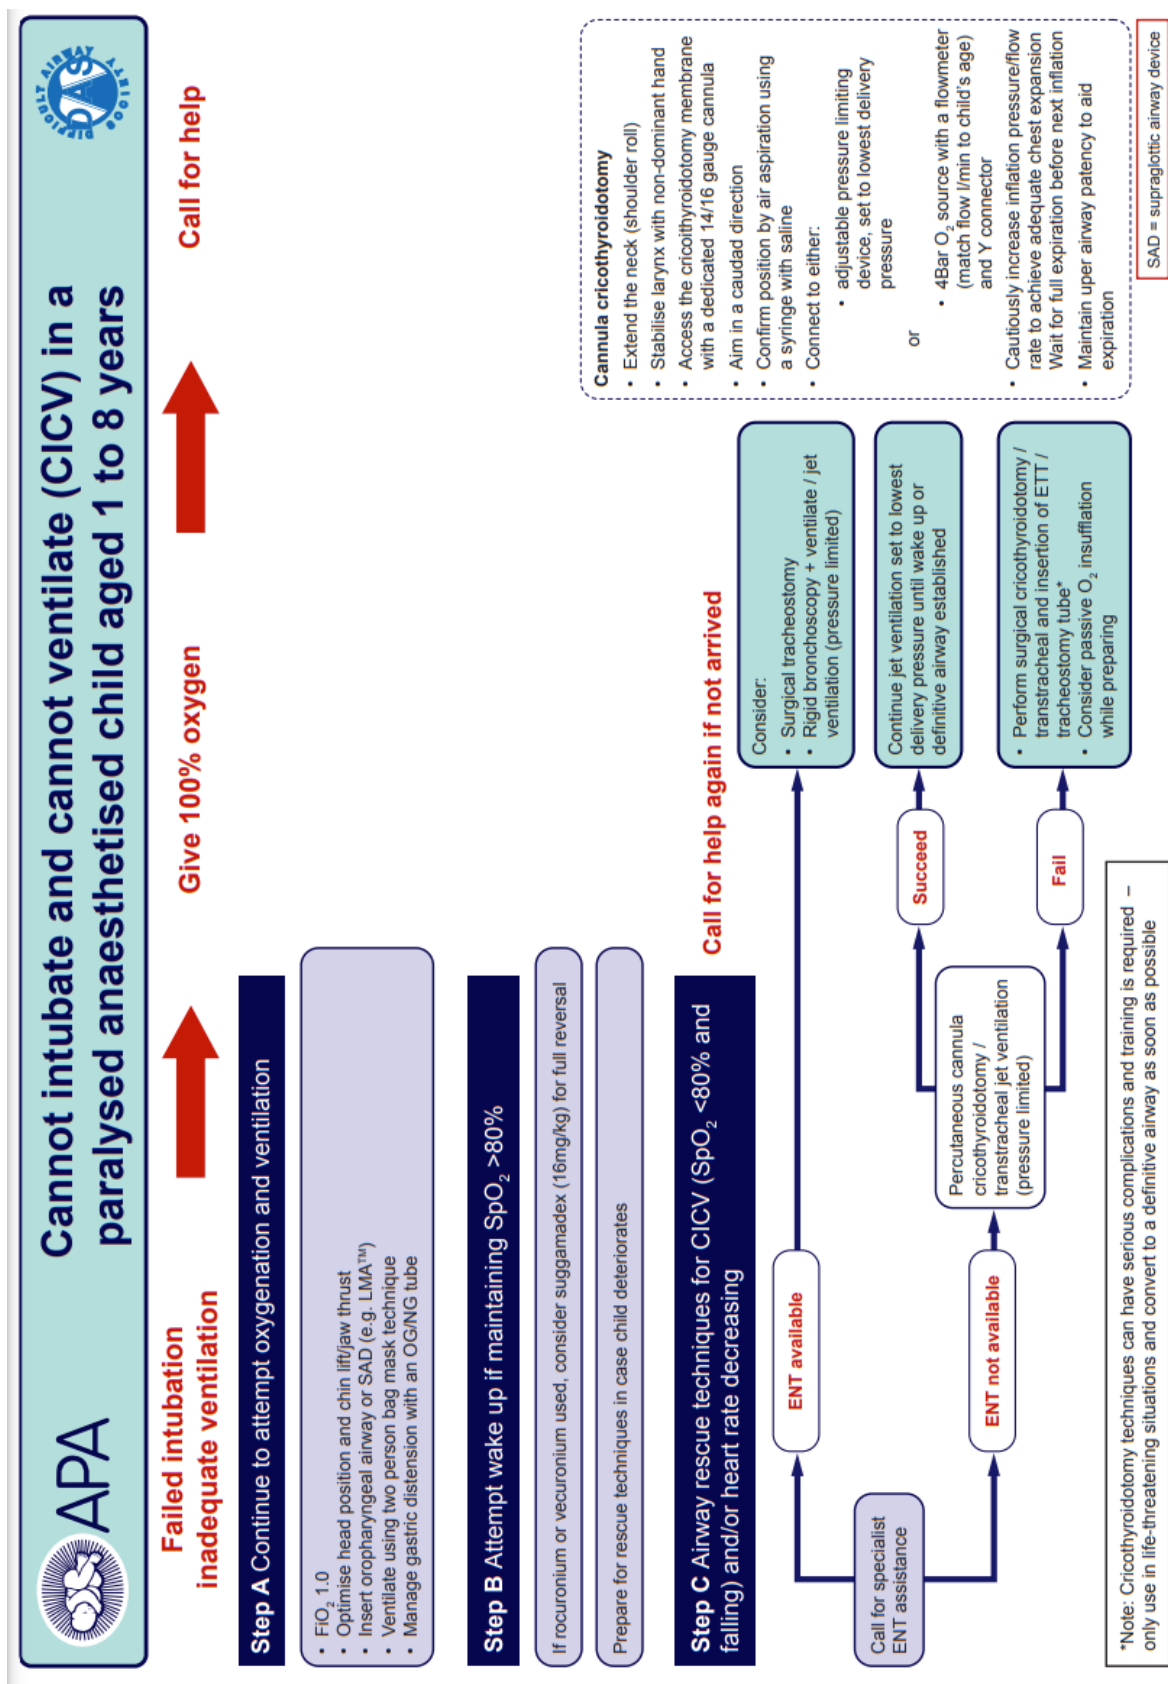 APA
Cannot intubate and cannot ventilate (CICV) in a
paralysed anaesthetised child aged 1 to 8 years
DIFFICULT AIRWAY SOCIETY
DAS
Failed intubation
inadequate ventilation
Give 100% oxygen
Call for help
Step A Continue to attempt oxygenation and ventilation
• FiO2 1.0
• Optimise head position and chin lift/jaw thrust
• Insert oropharyngeal airway or SAD (e.g. LMA™)
• Ventilate using two person bag mask technique
• Manage gastric distension with an OG/NG tube
Step B Attempt wake up if maintaining SpO2 >80%
If rocuronium or vecuronium used, consider suggamadex (16mg/kg) for full reversal
Prepare for rescue techniques in case child deteriorates
Step C Airway rescue techniques for CICV (SpO2 <80% and
falling) and/or heart rate decreasing
Call for help again if not arrived
Call for specialist
ENT assistance
ENT available
Consider:
• Surgical tracheostomy
• Rigid bronchoscopy + ventilate / jet
ventilation (pressure limited)
ENT not available
Percutaneous cannula
cricothyroidotomy /
transtracheal jet ventilation
(pressure limited)
Succeed
Continue jet ventilation set to lowest
delivery pressure until wake up or
definitive airway established
Fail
• Perform surgical cricothyroidotomy /
transtracheal and insertion of ETT /
tracheostomy tube*
• Consider passive O2 insufflation
while preparing
Cannula cricothyroidotomy
• Extend the neck (shoulder roll)
• Stabilise larynx with non-dominant hand
• Access the cricoithyroidotomy membrane
with a dedicated 14/16 gauge cannula
• Aim in a caudad direction
• Confirm position by air aspiration using
a syringe with saline
• Connect to either:
• adjustable pressure limiting
device, set to lowest delivery
pressure
or
• 4Bar O2 source with a flowmeter
(match flow l/min to child's age)
and Y connector
• Cautiously increase inflation pressure/flow
rate to achieve adequate chest expansion
Wait for full expiration before next inflation
• Maintain uper airway patency to aid
expiration
*Note: Cricothyroidotomy techniques can have serious complications and training is required –
only use in life-threatening situations and convert to a definitive airway as soon as possible
SAD = supraglottic airway device